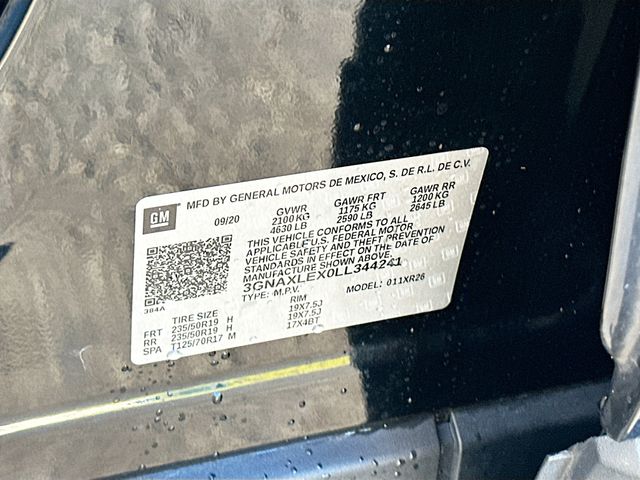 MFD BY GENERAL MOTORS DE MEXICO, S. DE R.L. DE C.V.
GM
09/20 GVWR GAWR FRT GAWR RR
2100 KG 1175 KG 1200 KG
4630 LB 2590 LB 2645 LB
THIS VEHICLE CONFORMS TO ALL
APPLICABLE U.S. FEDERAL MOTOR
VEHICLE SAFETY AND THEFT PREVENTION
STANDARDS IN EFFECT ON THE DATE OF
MANUFACTURE SHOWN ABOVE.
3GNAXLEX0LL344241
TYPE: M.P.V. MODEL: 011XR26
384A
TIRE SIZE RIM
FRT 235/50R19 H 19X7.5J
RR 235/50R19 H 19X7.5J
SPA T125/70R17 M 17X4BT